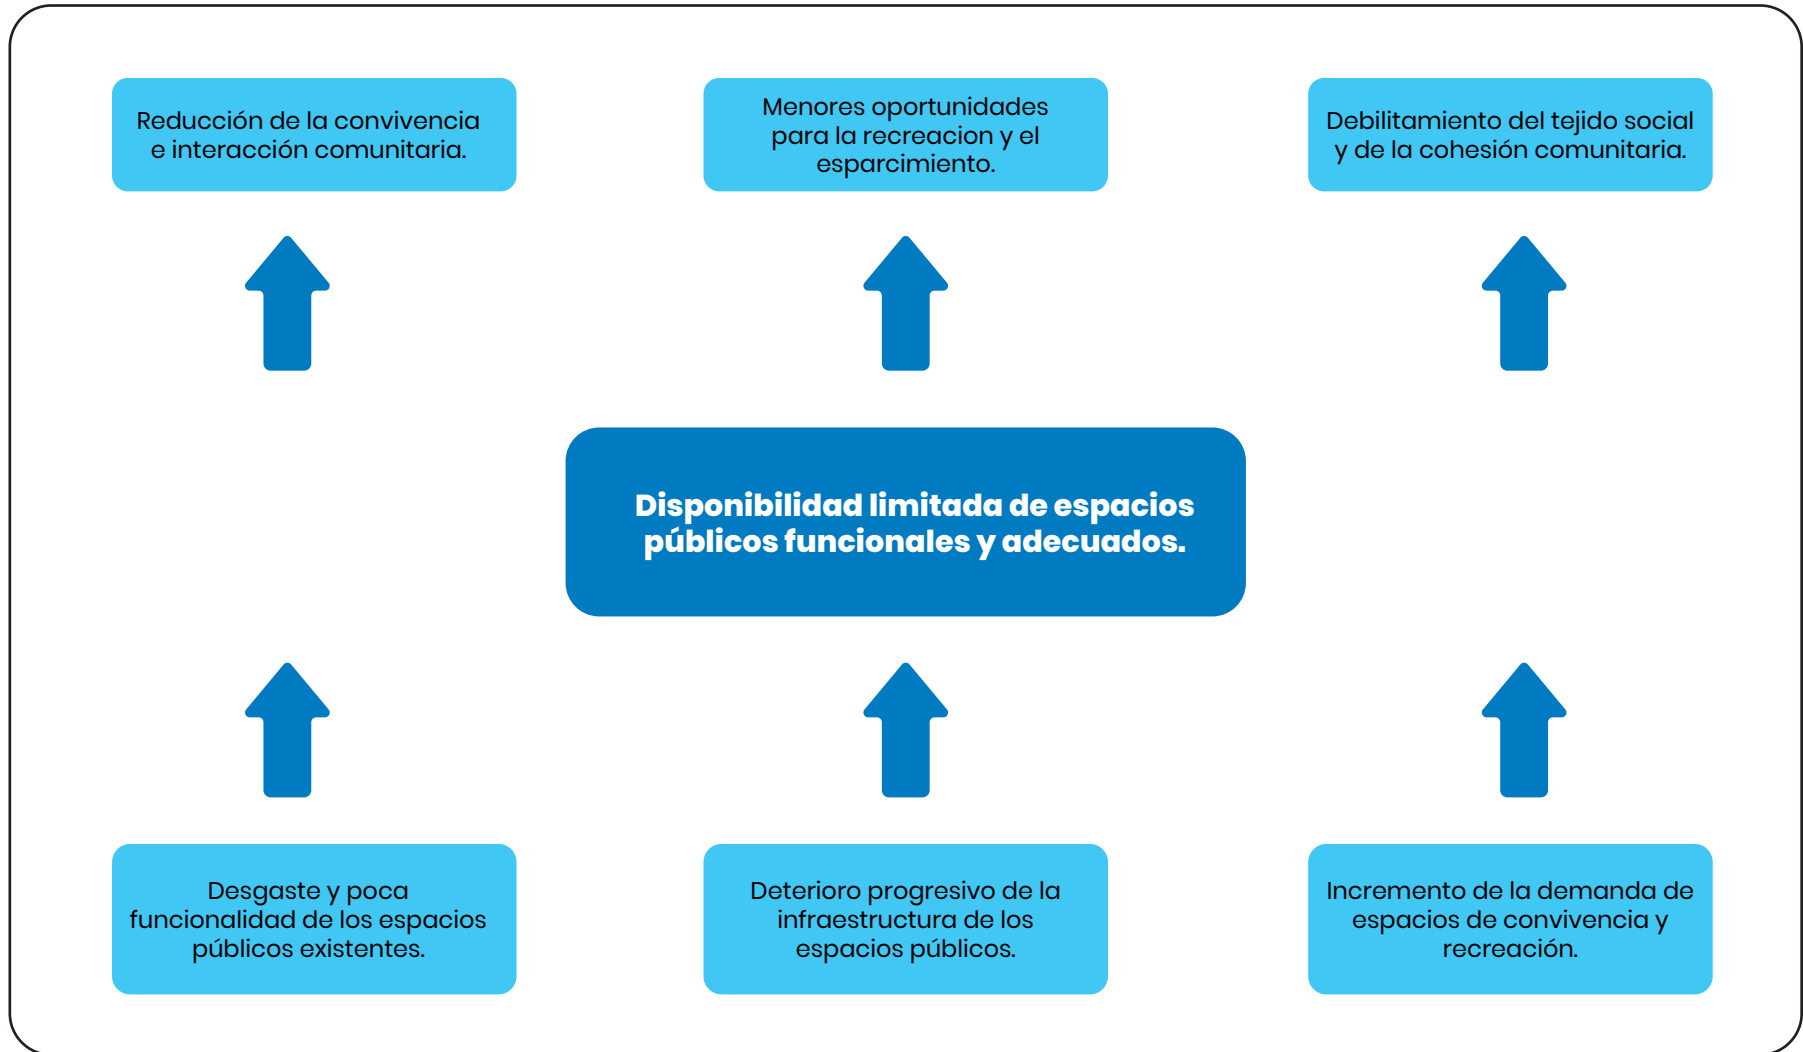 Reducción de la convivencia
e interacción comunitaria.
Menores oportunidades
para la recreacion y el
esparcimiento.
Debilitamiento del tejido social
y de la cohesión comunitaria.
Disponibilidad limitada de espacios
públicos funcionales y adecuados.
Desgaste y poca
funcionalidad de los espacios
públicos existentes.
Deterioro progresivo de la
infraestructura de los
espacios públicos.
Incremento de la demanda de
espacios de convivencia y
recreación.